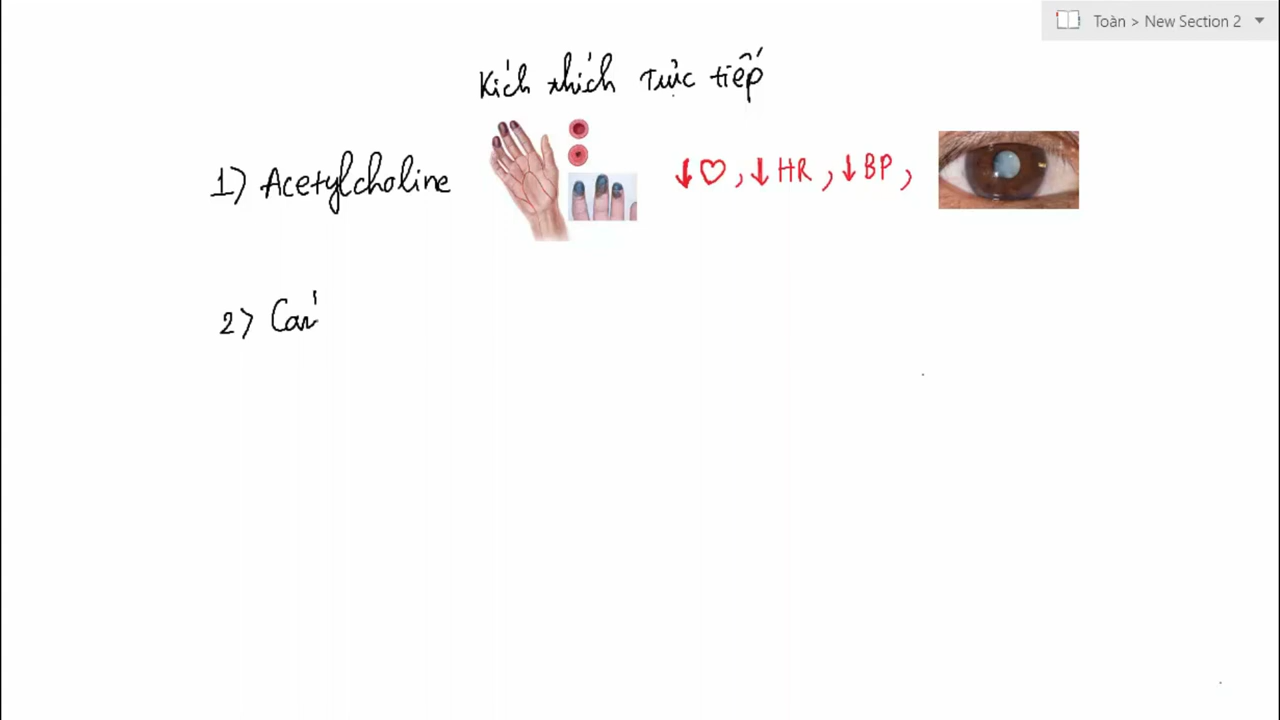 Toàn > New Section 2
Kích thích trực tiếp
1) Acetylcholine ↓♡, ↓HR, ↓BP,
2) Car